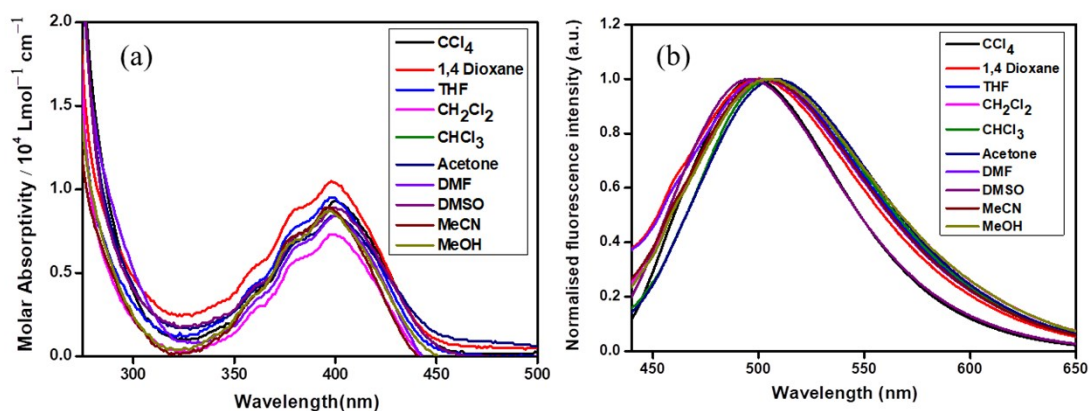 (a)
Molar Absorptivity / 10⁴ Lmol⁻¹ cm⁻¹
2.0
1.5
1.0
0.5
0.0
300
350
400
450
500
Wavelength(nm)
CCl₄
1,4 Dioxane
THF
CH₂Cl₂
CHCl₃
Acetone
DMF
DMSO
MeCN
MeOH
(b)
Normalised fluorescence intensity (a.u.)
1.2
1.0
0.8
0.6
0.4
0.2
0.0
450
500
550
600
650
Wavelength (nm)
CCl₄
1,4 Dioxane
THF
CH₂Cl₂
CHCl₃
Acetone
DMF
DMSO
MeCN
MeOH